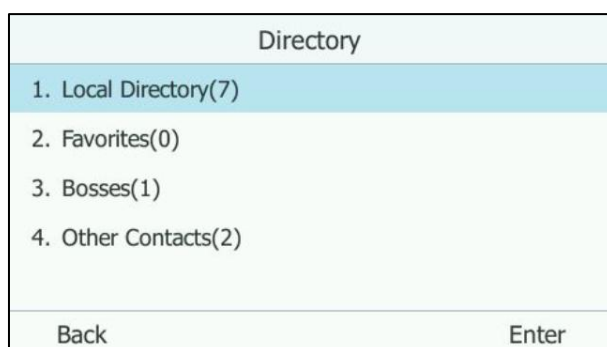 Directory
1. Local Directory(7)
2. Favorites(0)
3. Bosses(1)
4. Other Contacts(2)
Back Enter